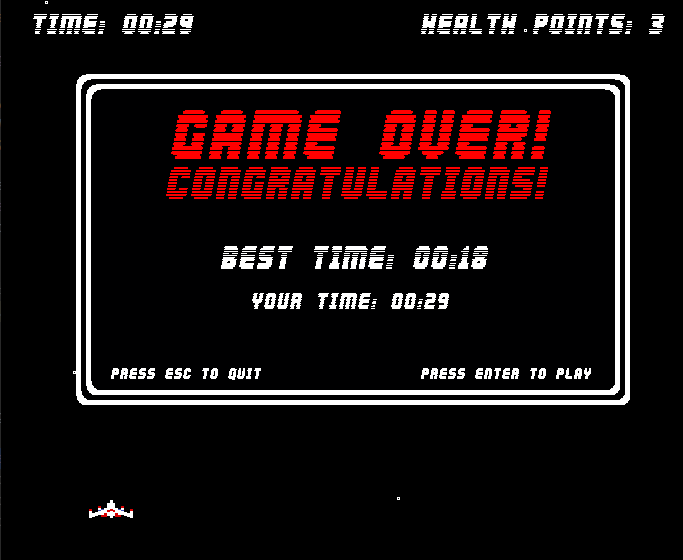 TIME: 00:29
HEALTH POINTS: 3
GAME OVER!
CONGRATULATIONS!
BEST TIME: 00:18
YOUR TIME: 00:29
PRESS ESC TO QUIT
PRESS ENTER TO PLAY